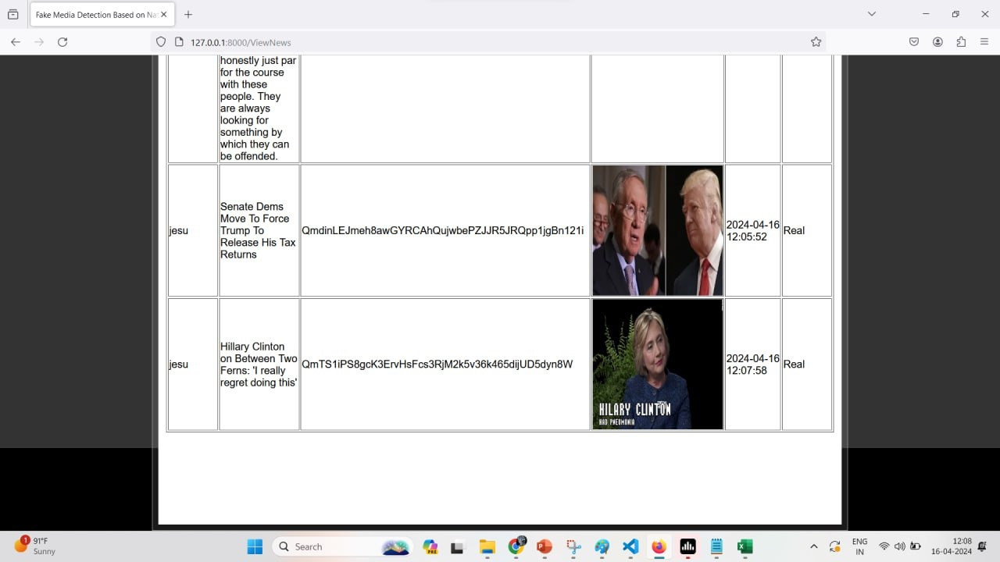 Fake Media Detection Based on Na
127.0.0.1:8000/ViewNews
honestly just par
for the course
with these
people. They
are always
looking for
something by
which they can
be offended.
jesu
Senate Dems
Move To Force
Trump To
Release His Tax
Returns
QmdinLEJmeh8awGYRCAhQujwbePZJJR5JRQpp1jgBn121i
2024-04-16
12:05:52
Real
jesu
Hillary Clinton
on Between Two
Ferns: 'I really
regret doing this'
QmTS1iPS8gcK3ErvHsFcs3RjM2k5v36k465dijUD5dyn8W
HILARY CLINTON
HAD PNEUMONIA
2024-04-16
12:07:58
Real
1
91°F
Sunny
Search
PRE
ENG
IN
12:08
16-04-2024